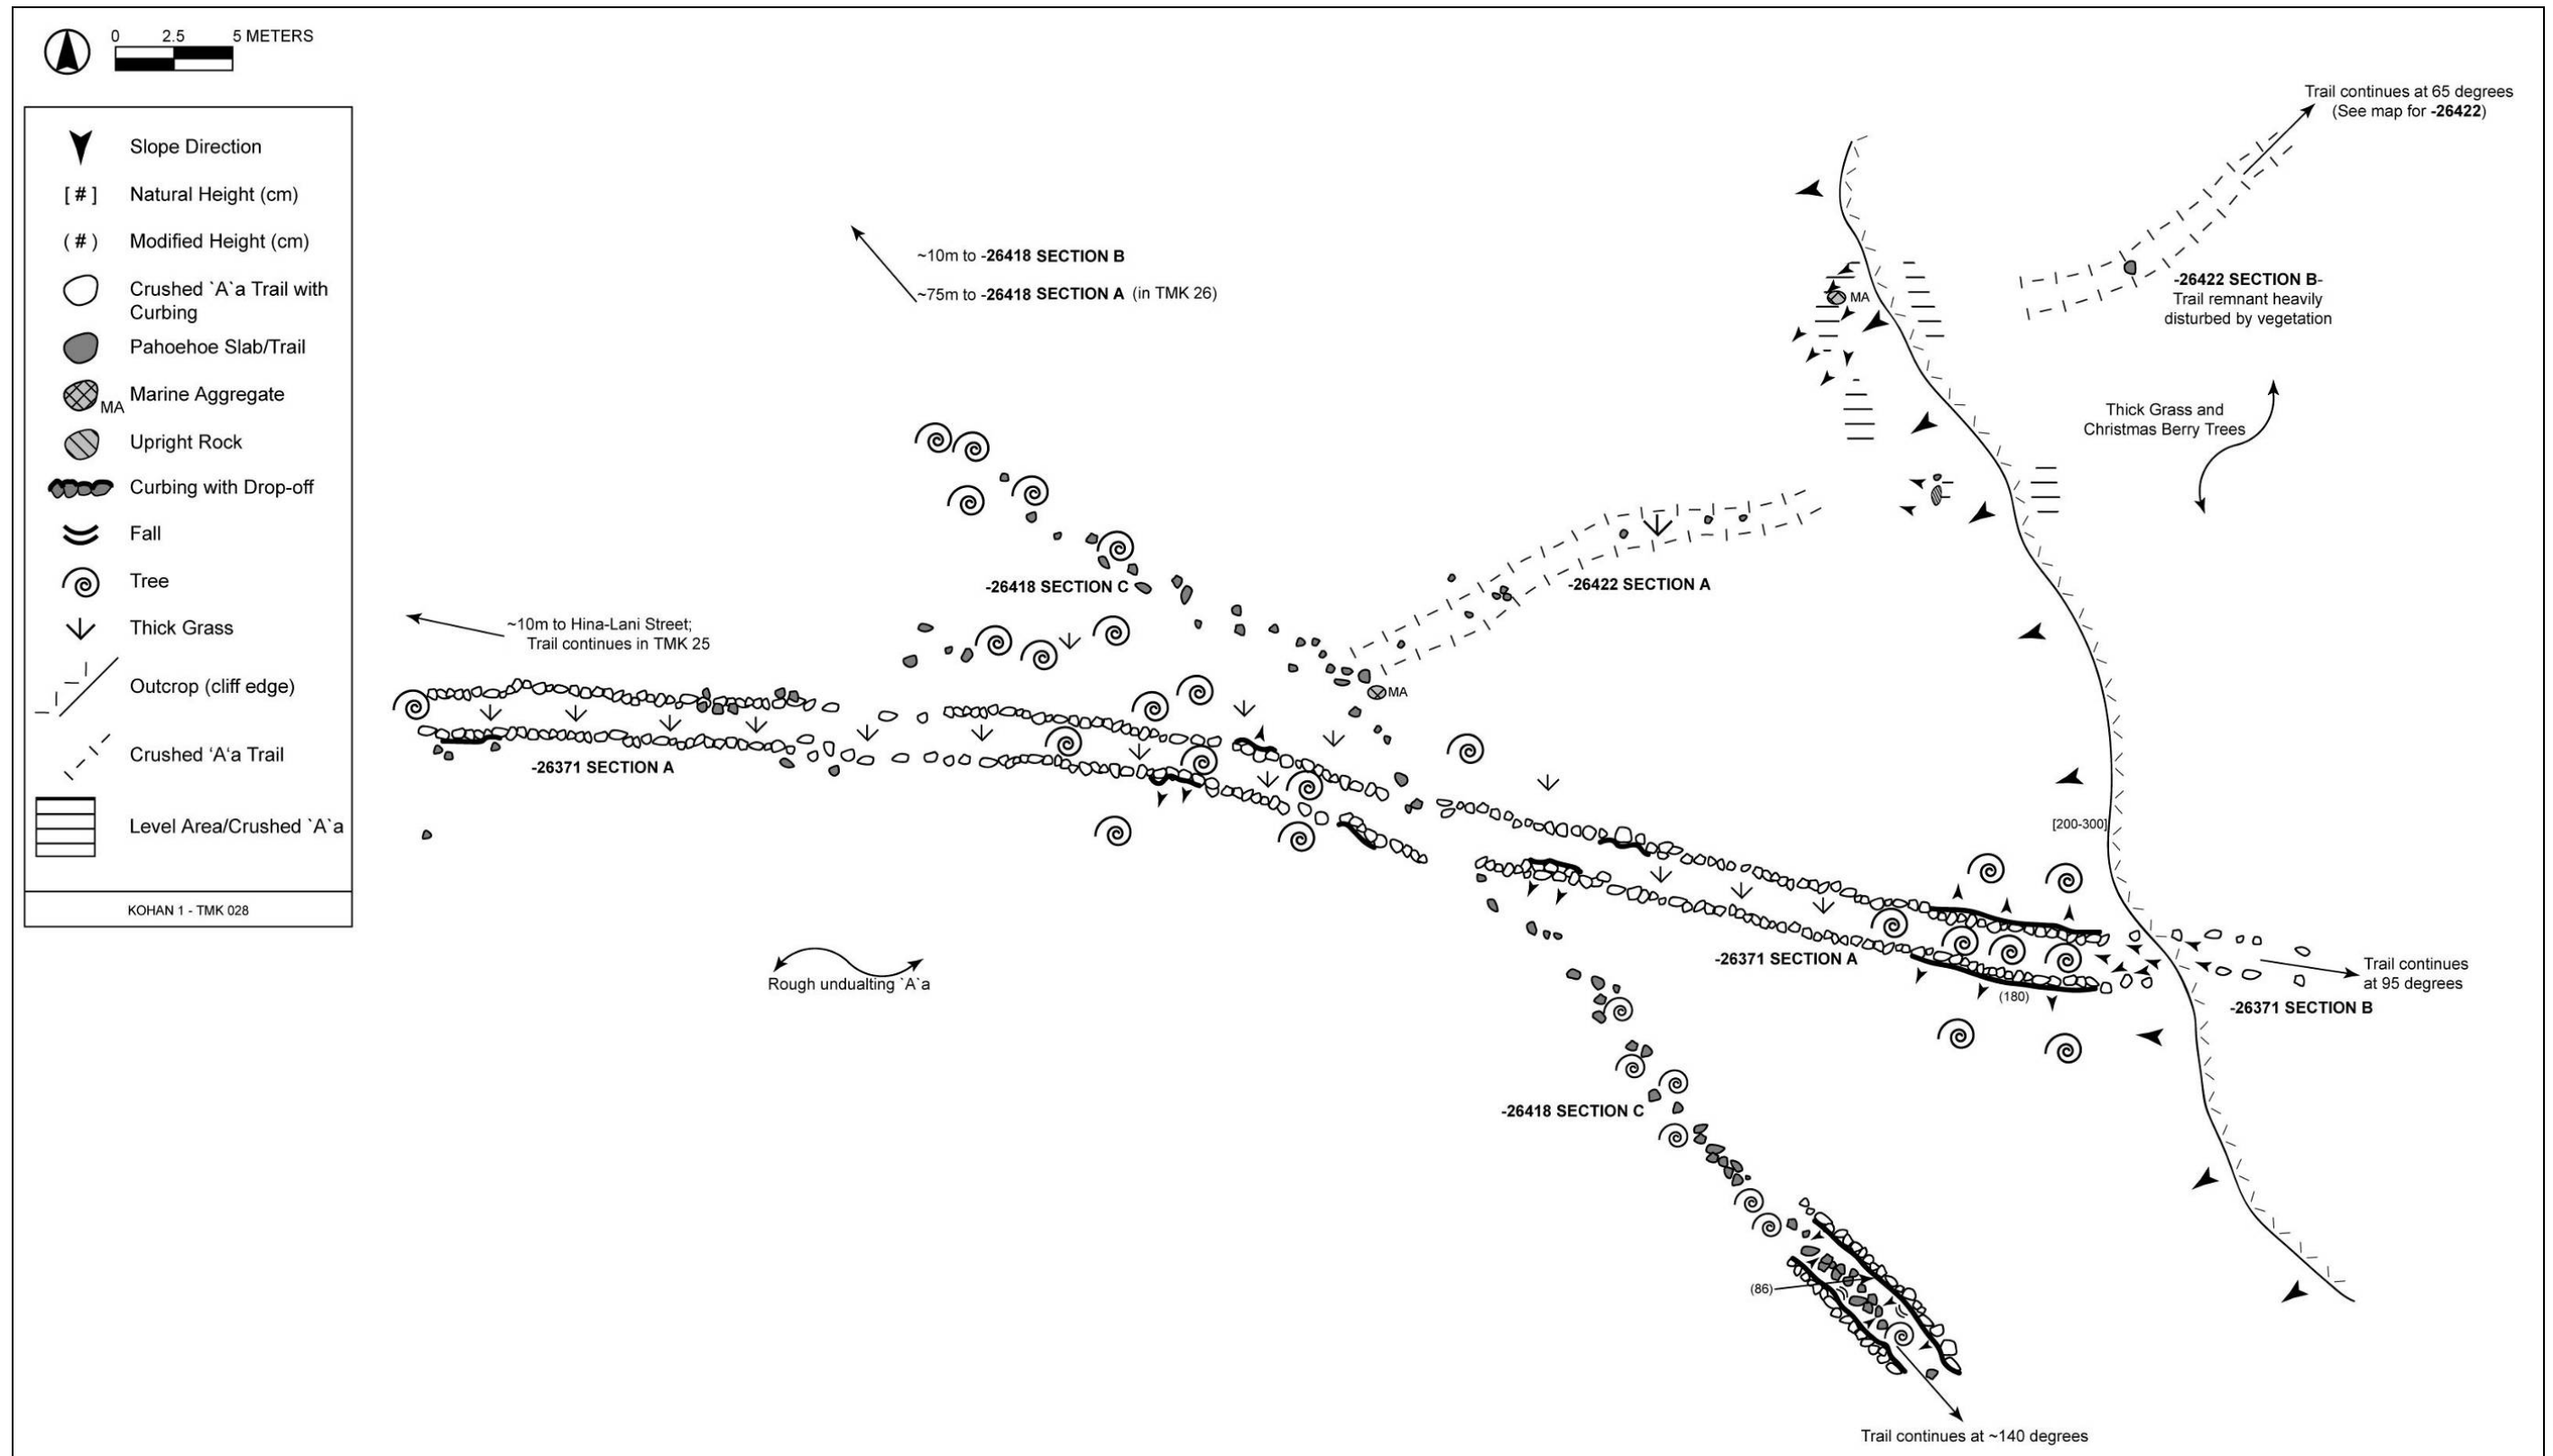 0 2.5 5 METERS
Slope Direction
[ # ] Natural Height (cm)
( # ) Modified Height (cm)
Crushed `A`a Trail with
Curbing
Pahoehoe Slab/Trail
MA Marine Aggregate
Upright Rock
Curbing with Drop-off
Fall
Tree
Thick Grass
Outcrop (cliff edge)
Crushed ‘A‘a Trail
Level Area/Crushed `A`a
KOHAN 1 - TMK 028
Trail continues at 65 degrees
(See map for -26422)
~10m to -26418 SECTION B
~75m to -26418 SECTION A (in TMK 26)
MA
-26422 SECTION B-
Trail remnant heavily
disturbed by vegetation
Thick Grass and
Christmas Berry Trees
-26418 SECTION C
-26422 SECTION A
~10m to Hina-Lani Street;
Trail continues in TMK 25
MA
-26371 SECTION A
[200-300]
Rough undualting `A`a
-26371 SECTION A
(180)
Trail continues
at 95 degrees
-26371 SECTION B
-26418 SECTION C
(86)
Trail continues at ~140 degrees